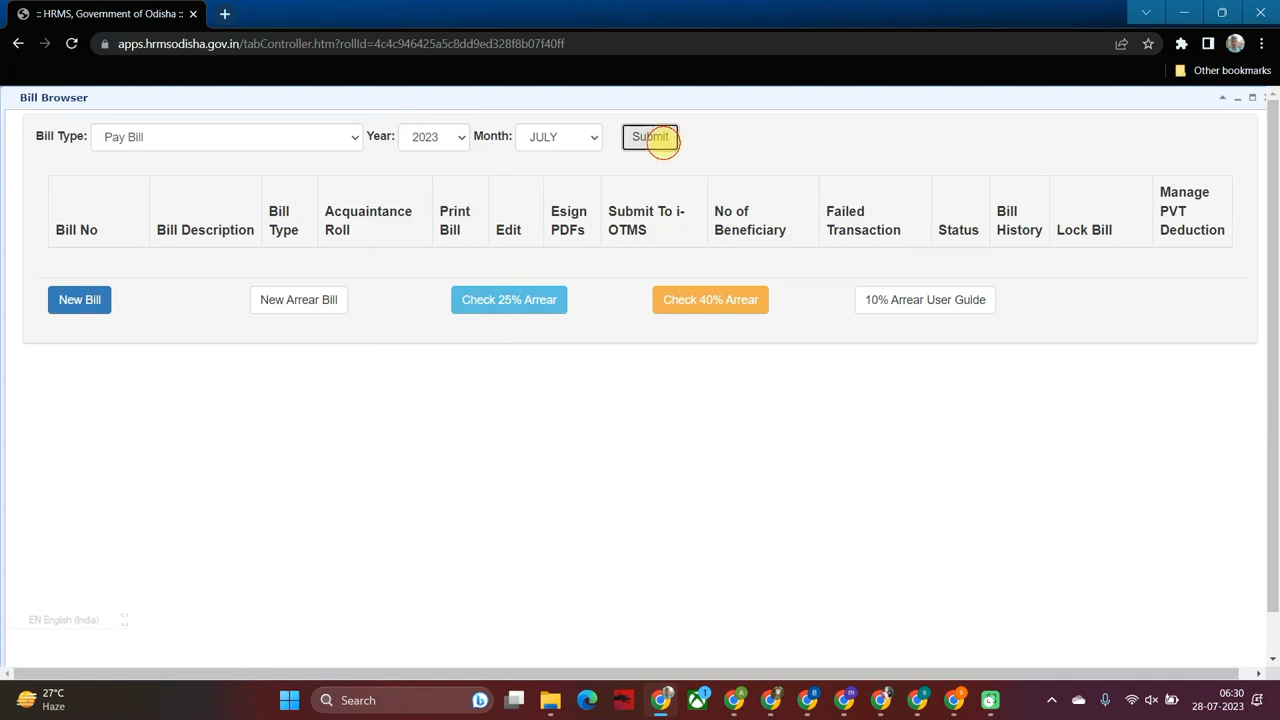 :: HRMS, Government of Odisha ::
apps.hrmsodisha.gov.in/tabController.htm?rollId=4c4c946425a5c8dd9ed328f8b07f40ff
Other bookmarks
Bill Browser
Bill Type: Pay Bill Year: 2023 Month: JULY Submit
Bill No Bill Description Bill Type Acquaintance Roll Print Bill Edit Esign PDFs Submit To i-OTMS No of Beneficiary Failed Transaction Status Bill History Lock Bill Manage PVT Deduction
New Bill New Arrear Bill Check 25% Arrear Check 40% Arrear 10% Arrear User Guide
EN English (India)
27°C
Haze
Search
06:30
28-07-2023